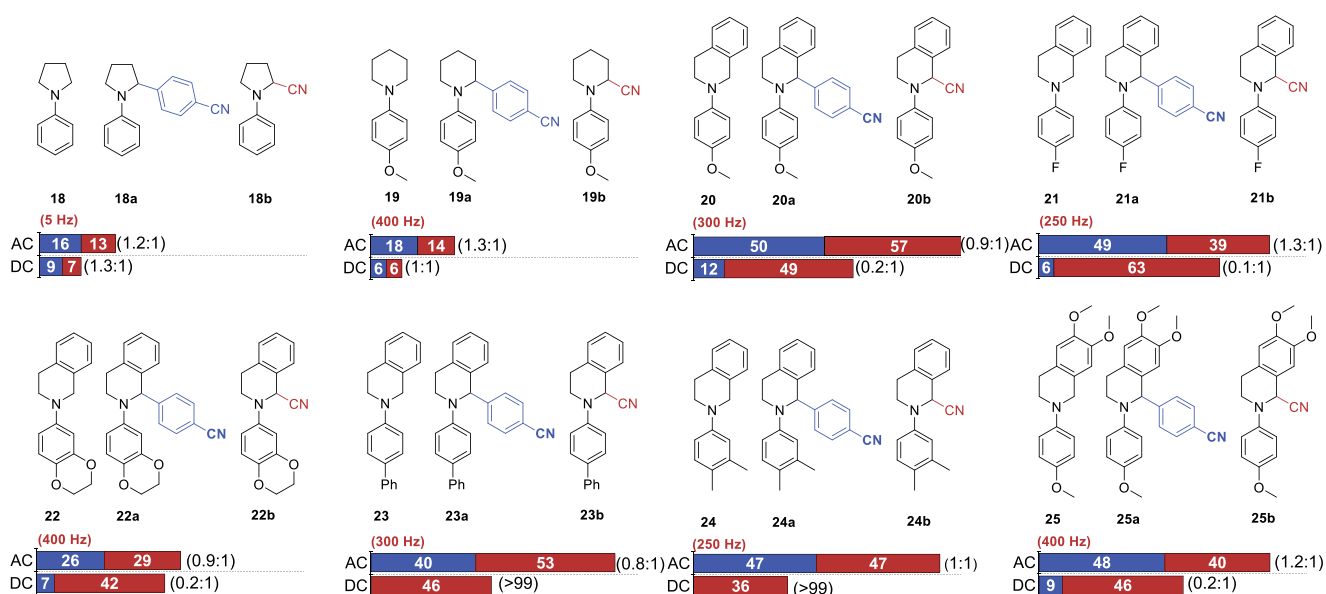 N
N
CN
N
CN
18
18a
18b
(5 Hz)
AC 16 13 (1.2:1)
DC 9 7 (1.3:1)
N
N
CN
N
CN
O
O
O
19
19a
19b
(400 Hz)
AC 18 14 (1.3:1)
DC 6 6 (1:1)
N
N
CN
N
CN
O
O
O
20
20a
20b
(300 Hz)
AC 50 57 (0.9:1)
DC 12 49 (0.2:1)
N
N
CN
N
CN
F
F
F
21
21a
21b
(250 Hz)
AC 49 39 (1.3:1)
DC 6 63 (0.1:1)
N
N
CN
N
CN
O
O
O
O
O
O
22
22a
22b
(400 Hz)
AC 26 29 (0.9:1)
DC 7 42 (0.2:1)
N
N
CN
N
CN
Ph
Ph
Ph
23
23a
23b
(300 Hz)
AC 40 53 (0.8:1)
DC 46 (>99)
N
N
CN
N
CN
24
24a
24b
(250 Hz)
AC 47 47 (1:1)
DC 36 (>99)
O
O
O
O
O
O
N
N
CN
N
CN
O
O
O
25
25a
25b
(400 Hz)
AC 48 40 (1.2:1)
DC 9 46 (0.2:1)